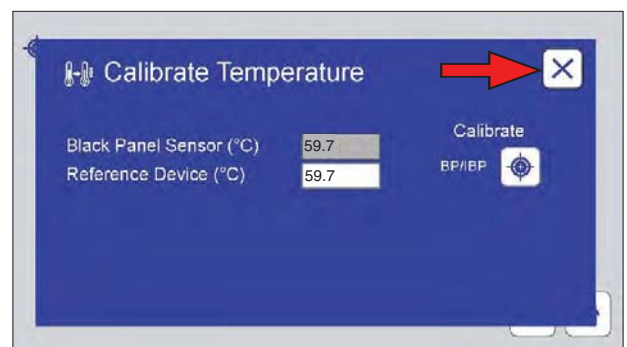 Calibrate Temperature
Black Panel Sensor (°C) 59.7
Reference Device (°C) 59.7
Calibrate
BP/IBP